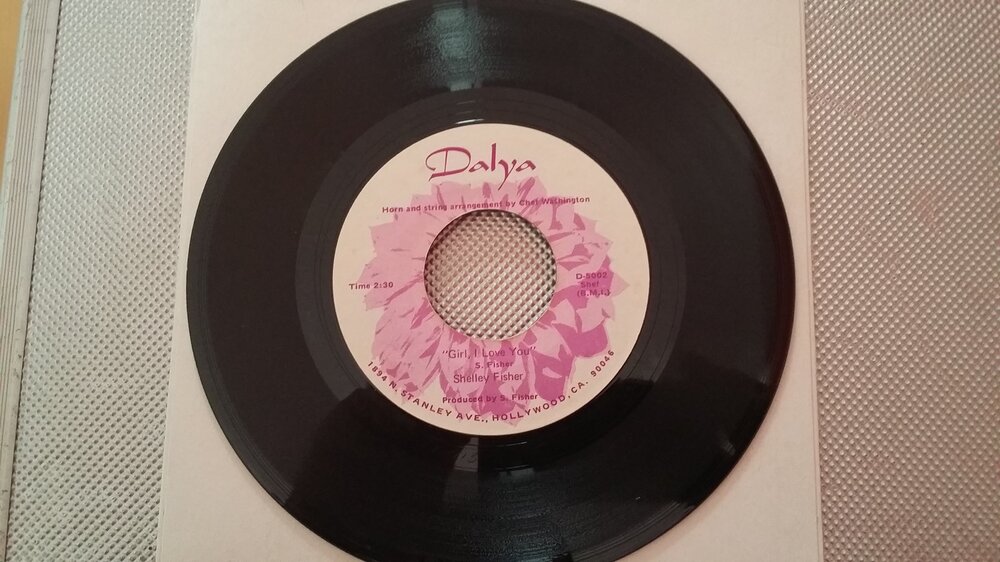 Dalya
Horn and string arrangement by Chet Washington
Time 2:30
D-5002
Shef
(B.M.I.)
"Girl, I Love You"
S. Fisher
Shelley Fisher
Produced by S. Fisher
1894 N. STANLEY AVE., HOLLYWOOD, CA. 90046